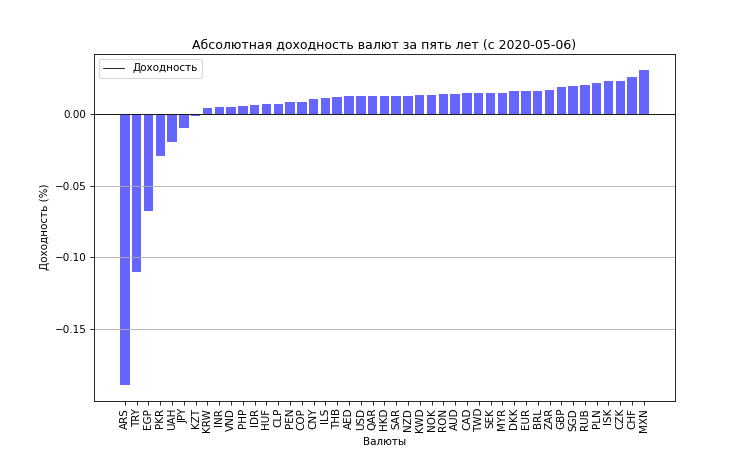 Абсолютная доходность валют за пять лет (с 2020-05-06)
Доходность
0.00
−0.05
−0.10
−0.15
Доходность (%)
ARS
TRY
EGP
PKR
UAH
JPY
KZT
KRW
INR
VND
PHP
IDR
HUF
CLP
PEN
COP
CNY
ILS
THB
AED
USD
QAR
HKD
SAR
NZD
KWD
NOK
RON
AUD
CAD
TWD
SEK
MYR
DKK
EUR
BRL
ZAR
GBP
SGD
RUB
PLN
ISK
CZK
CHF
MXN
Валюты